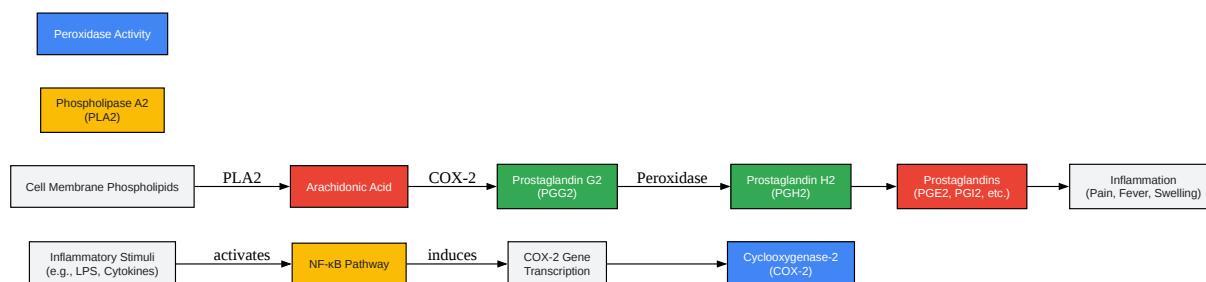 Peroxidase Activity
Phospholipase A2
(PLA2)
Cell Membrane Phospholipids
PLA2
Arachidonic Acid
COX-2
Prostaglandin G2
(PGG2)
Peroxidase
Prostaglandin H2
(PGH2)
Prostaglandins
(PGE2, PGI2, etc.)
Inflammation
(Pain, Fever, Swelling)
Inflammatory Stimuli
(e.g., LPS, Cytokines)
activates
NF-κB Pathway
induces
COX-2 Gene
Transcription
Cyclooxygenase-2
(COX-2)